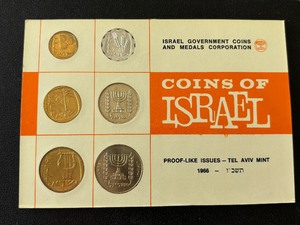 ISRAEL GOVERNMENT COINS
AND MEDALS CORPORATION
COINS OF
ISRAEL
PROOF-LIKE ISSUES - TEL AVIV MINT
1966 - תשכ"ו